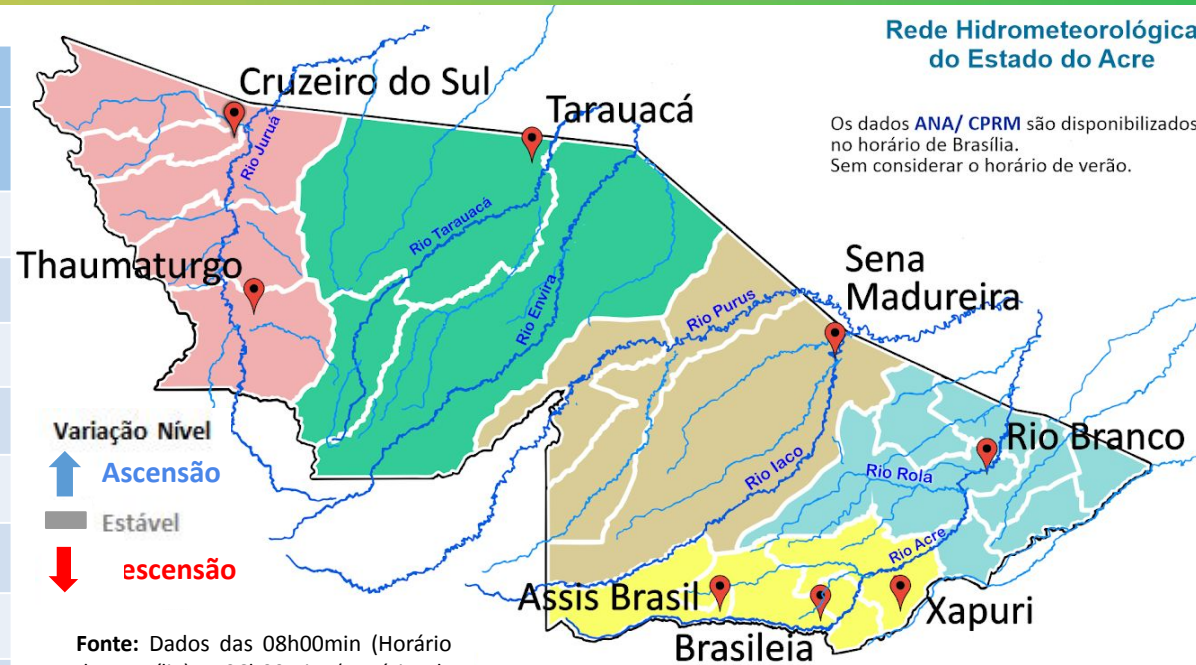 Rede Hidrometeorológica
do Estado do Acre
Os dados ANA/ CPRM são disponibilizados
no horário de Brasília.
Sem considerar o horário de verão.
Cruzeiro do Sul
Tarauacá
Rio Juruá
Rio Tarauacá
Thaumaturgo
Rio Envira
Sena
Madureira
Rio Purus
Variação Nível
Ascensão
Estável
escensão
Rio Branco
Rio Iaco
Rio Rola
Rio Acre
Assis Brasil
Brasileia
Xapuri
Fonte: Dados das 08h00min (Horário